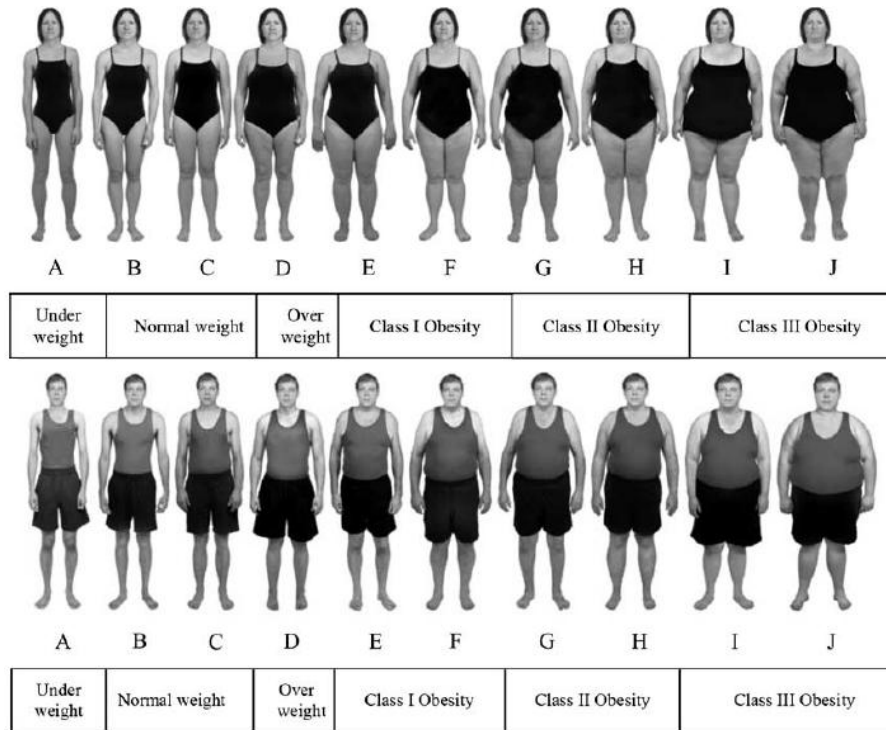 A B C D E F G H I J
Under weight Normal weight Over weight Class I Obesity Class II Obesity Class III Obesity
A B C D E F G H I J
Under weight Normal weight Over weight Class I Obesity Class II Obesity Class III Obesity